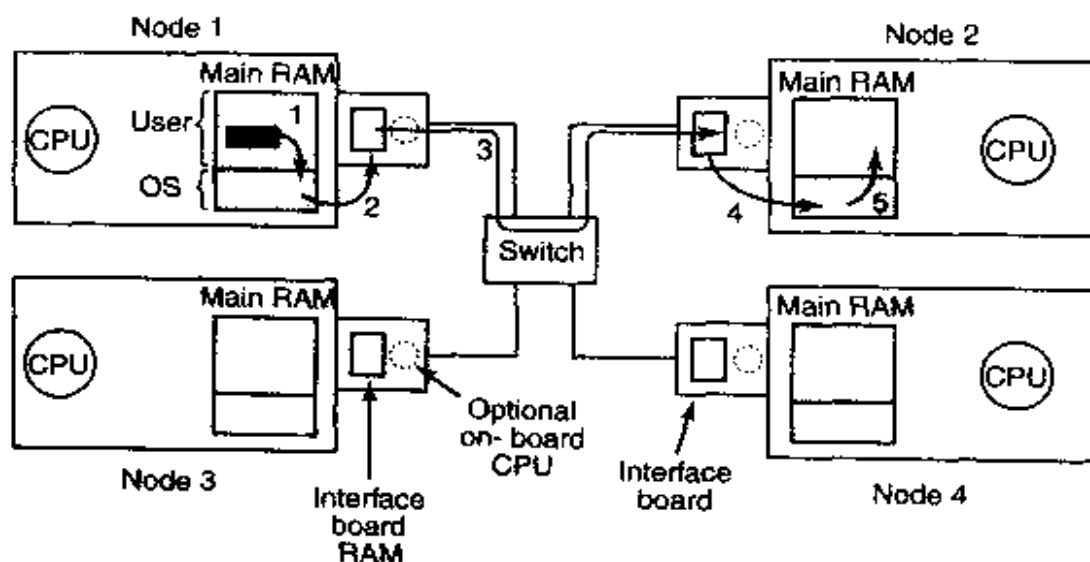 Node 1
Node 2
Main RAM
Main RAM
CPU
User
1
3
CPU
OS
2
4
5
Switch
Main RAM
Main RAM
CPU
CPU
Optional
on- board
CPU
Node 3
Interface
board
RAM
Interface
board
Node 4